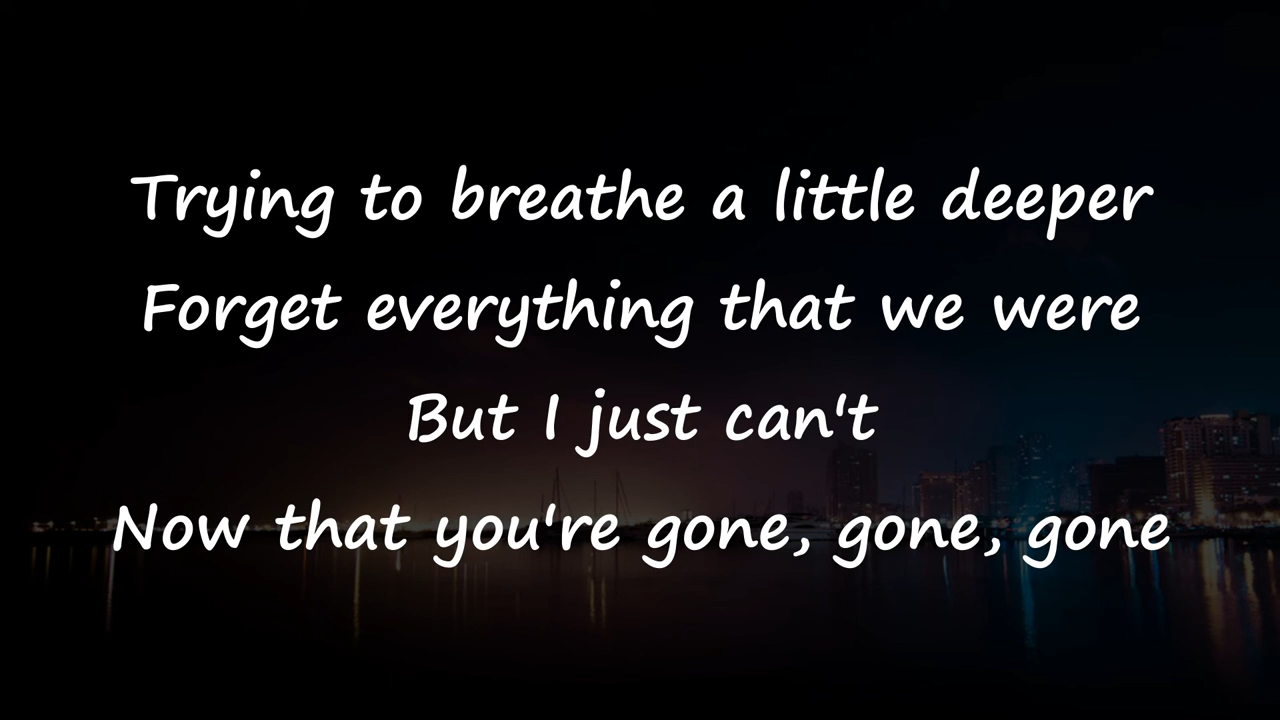 Trying to breathe a little deeper
Forget everything that we were
But I just can't
Now that you're gone, gone, gone